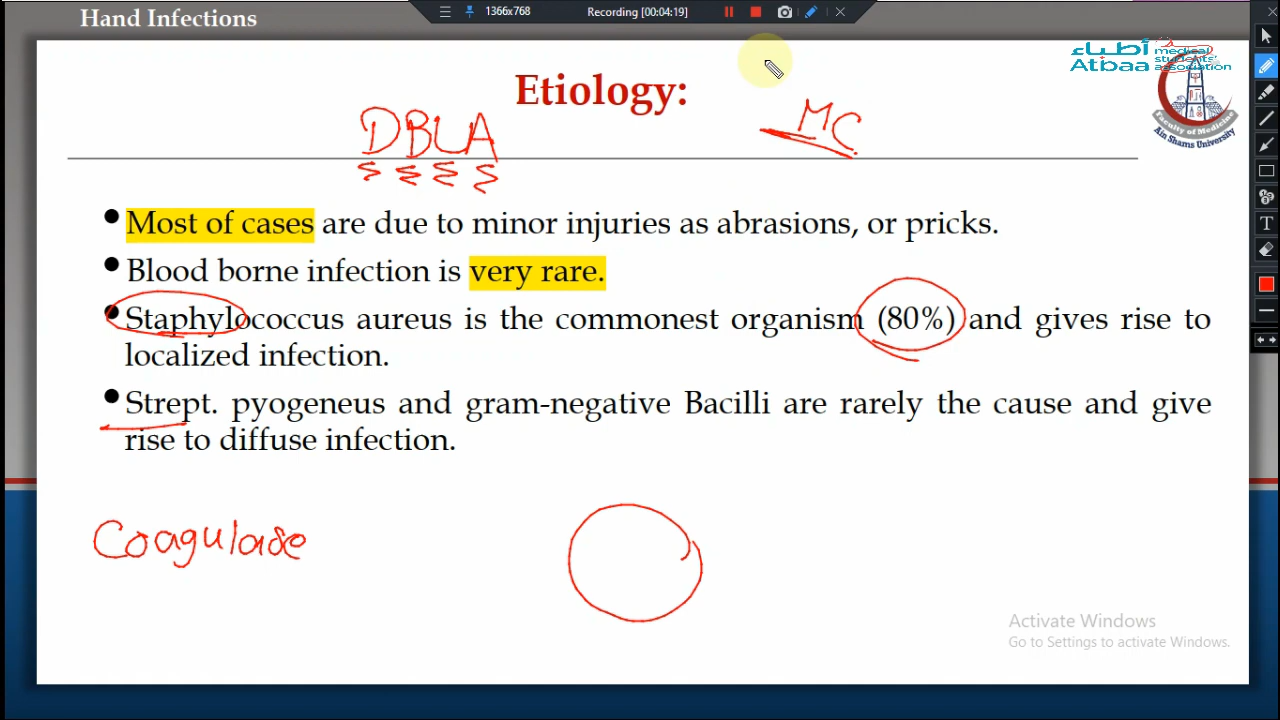 Hand Infections
1366x768
Recording [00:04:19]
أطباء
Atbaa
medical
students'
association
Etiology:
DBLA
MC
Faculty of Medicine
Ain Shams University
• Most of cases are due to minor injuries as abrasions, or pricks.
• Blood borne infection is very rare.
• Staphylococcus aureus is the commonest organism (80%) and gives rise to
localized infection.
• Strept. pyogeneus and gram-negative Bacilli are rarely the cause and give
rise to diffuse infection.
Coagulase
Activate Windows
Go to Settings to activate Windows.